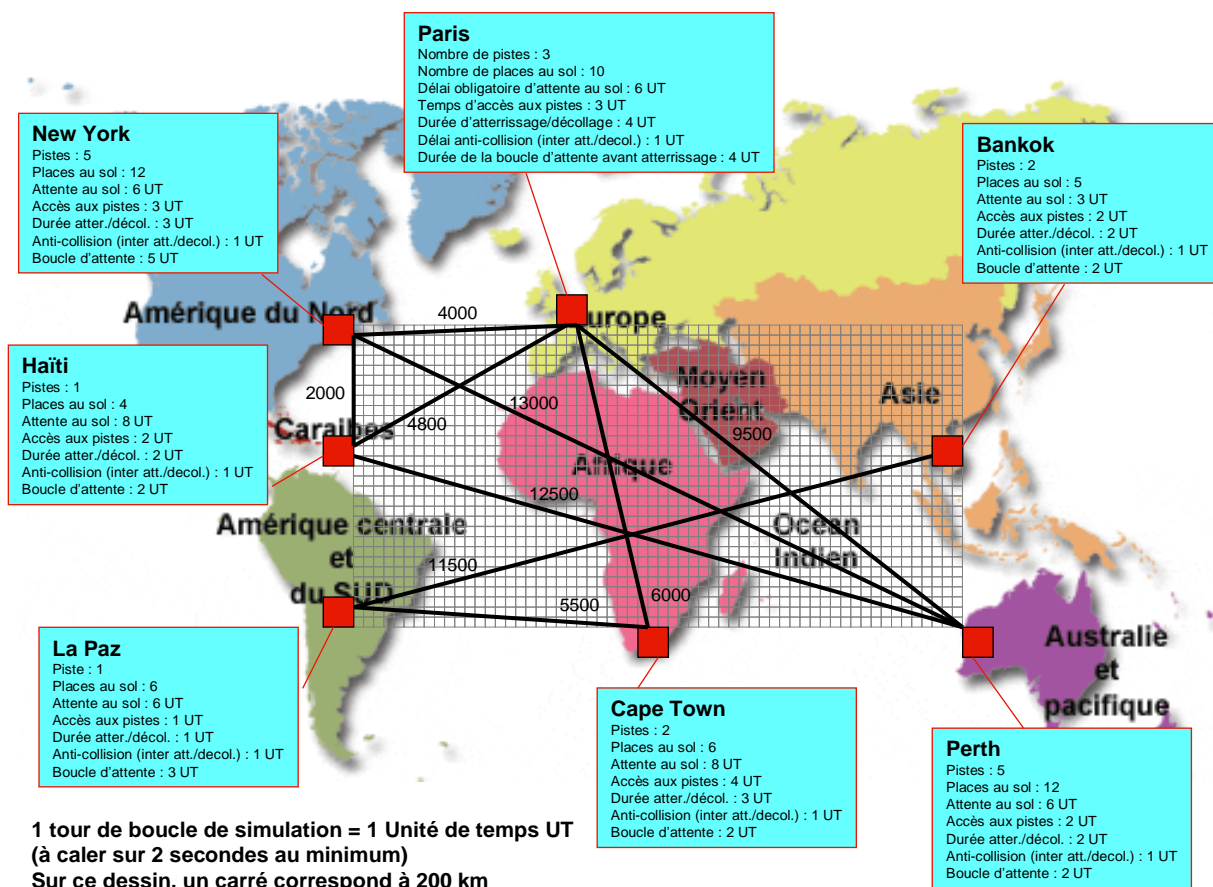 Paris
Nombre de pistes : 3
Nombre de places au sol : 10
Délai obligatoire d'attente au sol : 6 UT
Temps d'accès aux pistes : 3 UT
Durée d'atterrissage/décollage : 4 UT
Délai anti-collision (inter att./decol.) : 1 UT
Durée de la boucle d'attente avant atterrissage : 4 UT
New York
Pistes : 5
Places au sol : 12
Attente au sol : 6 UT
Accès aux pistes : 3 UT
Durée atter./décol. : 3 UT
Anti-collision (inter att./decol.) : 1 UT
Boucle d'attente : 5 UT
Bankok
Pistes : 2
Places au sol : 5
Attente au sol : 3 UT
Accès aux pistes : 2 UT
Durée atter./décol. : 2 UT
Anti-collision (inter att./decol.) : 1 UT
Boucle d'attente : 2 UT
Amérique du Nord
4000
Europe
Haïti
Pistes : 1
Places au sol : 4
Attente au sol : 8 UT
Accès aux pistes : 2 UT
Durée atter./décol. : 2 UT
Anti-collision (inter att./decol.) : 1 UT
Boucle d'attente : 2 UT
2000
Caraibes
4800
13000
Moyen
Orient
9500
Asie
Afrique
12500
Amérique centrale
et
du SUD
11500
Océan
Indien
5500
6000
Australie
et
pacifique
La Paz
Piste : 1
Places au sol : 6
Attente au sol : 6 UT
Accès aux pistes : 1 UT
Durée atter./décol. : 1 UT
Anti-collision (inter att./decol.) : 1 UT
Boucle d'attente : 3 UT
Cape Town
Pistes : 2
Places au sol : 6
Attente au sol : 8 UT
Accès aux pistes : 4 UT
Durée atter./décol. : 3 UT
Anti-collision (inter att./decol.) : 1 UT
Boucle d'attente : 2 UT
Perth
Pistes : 5
Places au sol : 12
Attente au sol : 6 UT
Accès aux pistes : 2 UT
Durée atter./décol. : 2 UT
Anti-collision (inter att./decol.) : 1 UT
Boucle d'attente : 2 UT
1 tour de boucle de simulation = 1 Unité de temps UT
(à caler sur 2 secondes au minimum)
Sur ce dessin, un carré correspond à 200 km